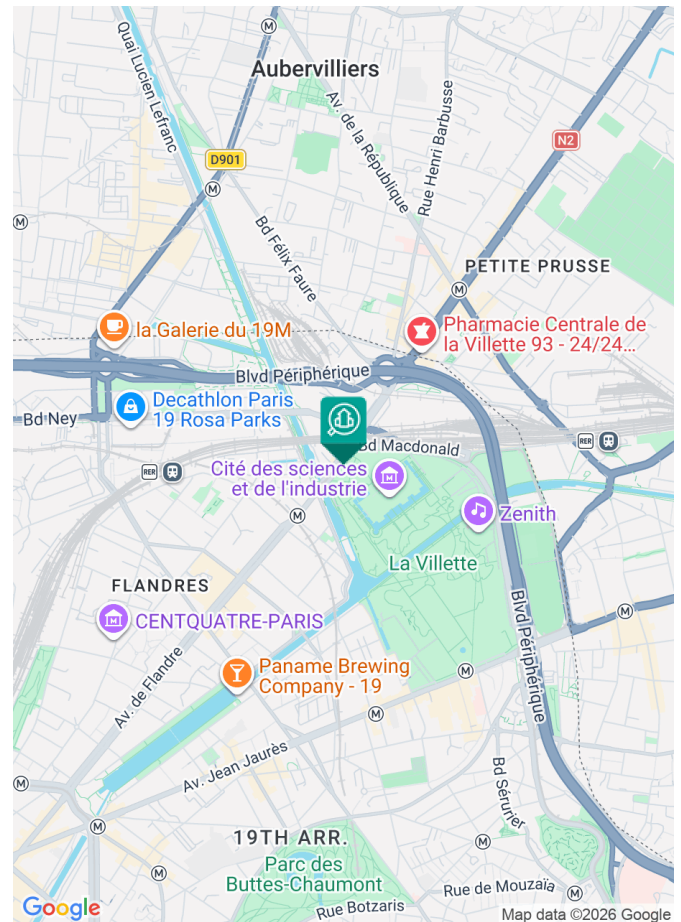 Aubervilliers
Quai Lucien Lefranc
Av. de la République
Rue Henri Barbusse
N2
D901
M
M
M
Bd Félix Faure
PETITE PRUSSE
M
la Galerie du 19M
Pharmacie Centrale de
la Villette 93 - 24/24...
Blvd Périphérique
Decathlon Paris
19 Rosa Parks
Bd Ney
Bd Macdonald
RER
RER
Cité des sciences
et de l'industrie
M
Zenith
La Villette
FLANDRES
CENTQUATRE-PARIS
M
Blvd Périphérique
Paname Brewing
Company - 19
M
Av. de Flandre
M
Av. Jean Jaurès
Bd Sérurier
M
M
19TH ARR.
M
Parc des
Buttes-Chaumont
Rue de Mouzaïa
Rue Botzaris
Google
Map data ©2026 Google